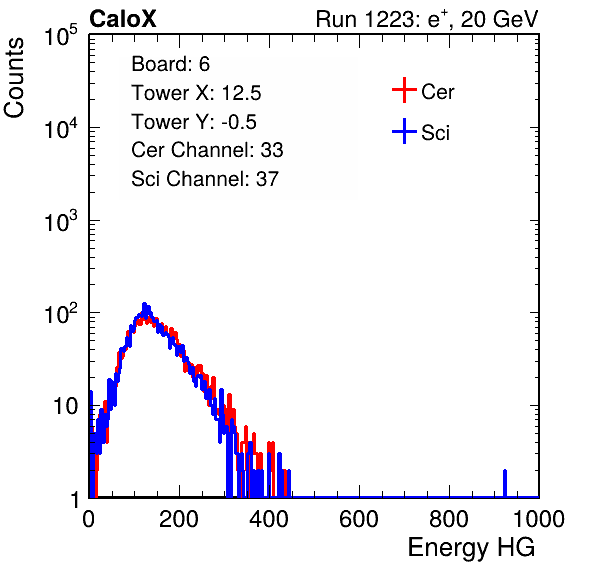 CaloX Run 1223: e⁺, 20 GeV
Counts
Board: 6
Tower X: 12.5
Tower Y: -0.5
Cer Channel: 33
Sci Channel: 37
Cer
Sci
10⁵
10⁴
10³
10²
10
1
0 200 400 600 800 1000
Energy HG